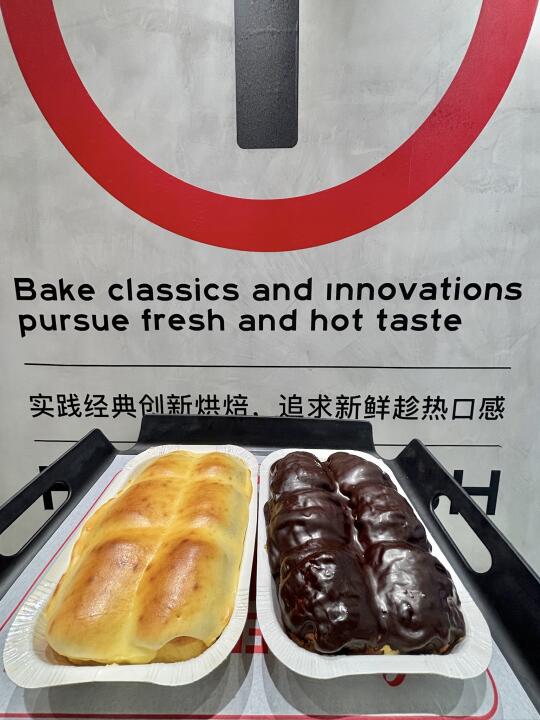 Bake classics and innovations
pursue fresh and hot taste
实践经典创新烘焙，追求新鲜趁热口感